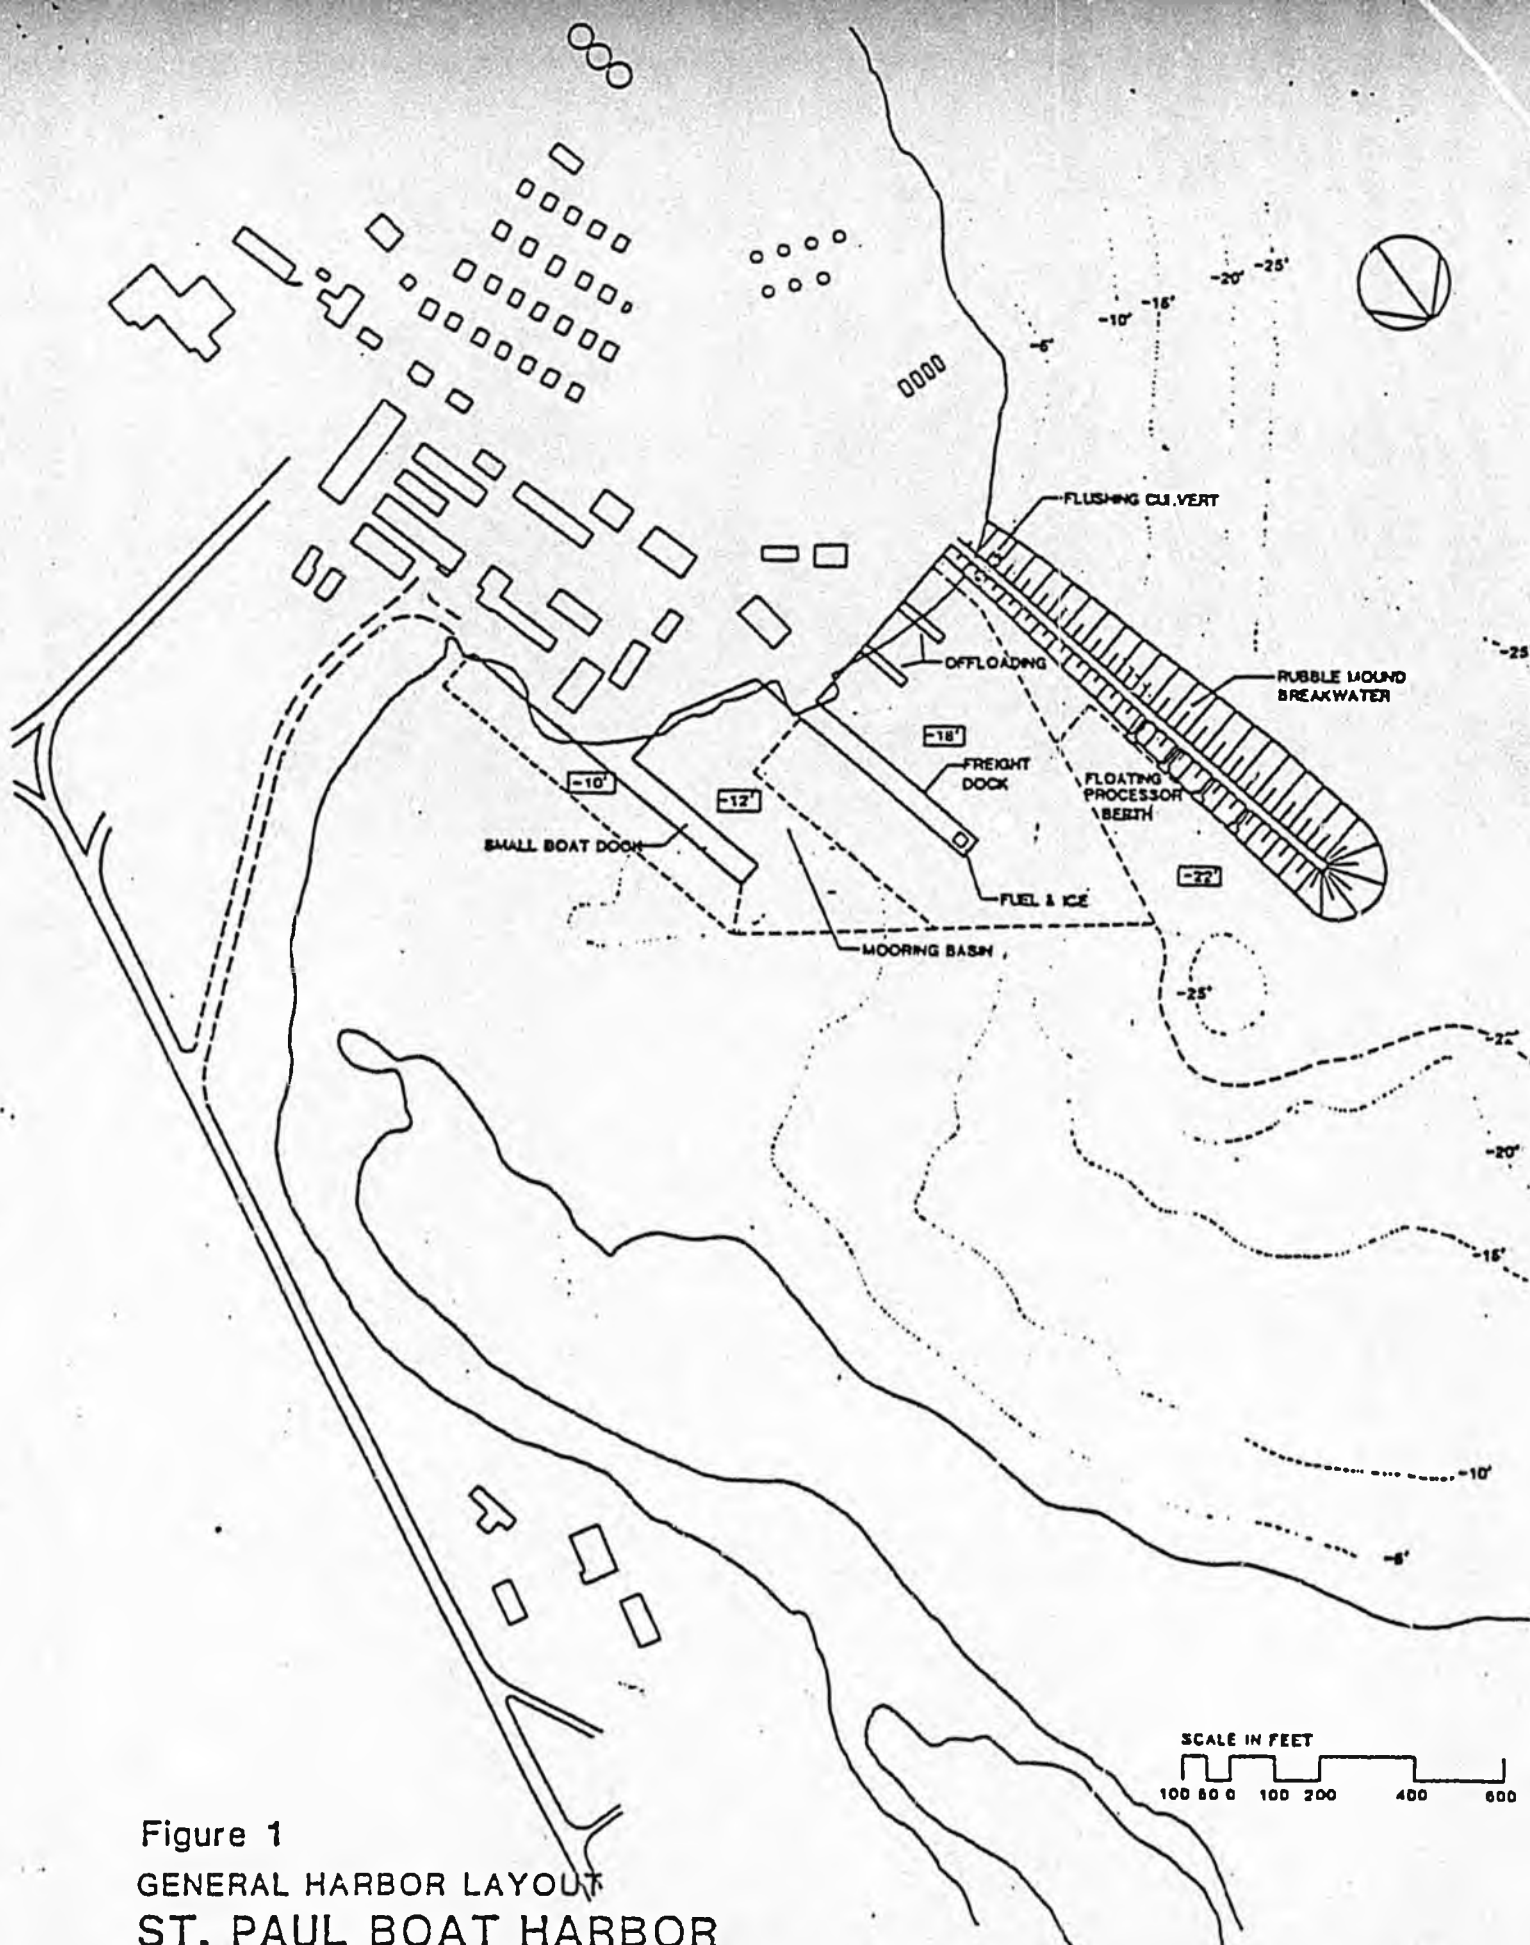 -20'
-25'
-15'
-10'
-5'
FLUSHING CULVERT
OFFLOADING
-25
RUBBLE MOUND
BREAKWATER
-18'
FREIGHT
DOCK
-10'
-12'
FLOATING
PROCESSOR
BERTH
SMALL BOAT DOCK
-22'
FUEL & ICE
MOORING BASIN
-25'
-22
-20'
-15'
-10'
-5'
SCALE IN FEET
100 50 0 100 200 400 600
Figure 1
GENERAL HARBOR LAYOUT
ST. PAUL BOAT HARBOR